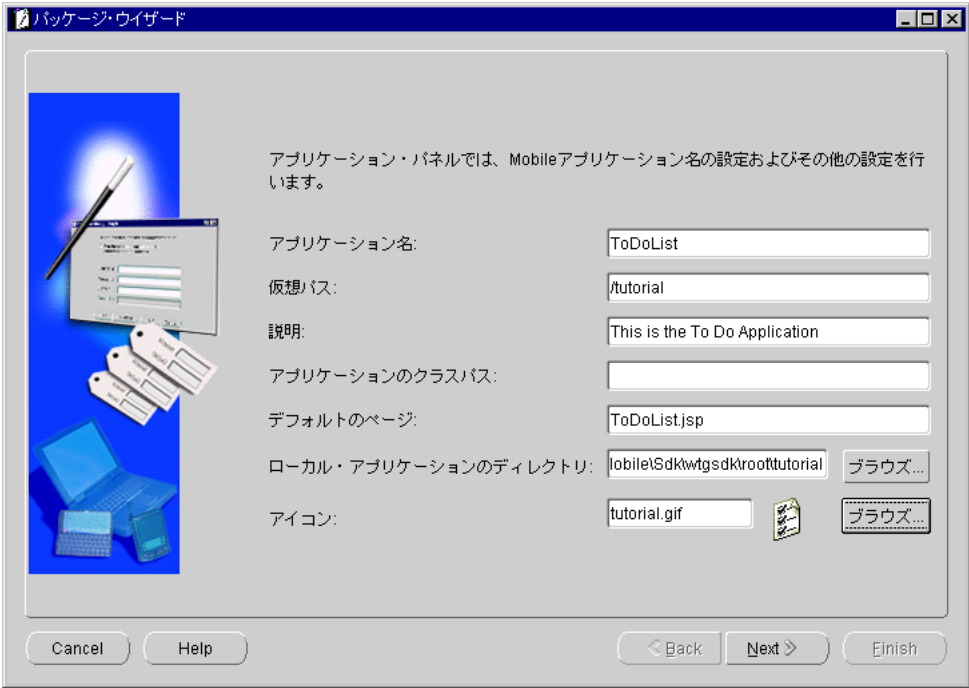 パッケージ・ウィザード
アプリケーション・パネルでは、Mobileアプリケーション名の設定およびその他の設定を行
います。
アプリケーション名: ToDoList
仮想パス: /tutorial
説明: This is the To Do Application
アプリケーションのクラスパス:
デフォルトのページ: ToDoList.jsp
ローカル・アプリケーションのディレクトリ: lobile\Sdk\wtgsdk\root\tutorial ブラウズ...
アイコン: tutorial.gif ブラウズ...
Cancel Help Back Next Finish